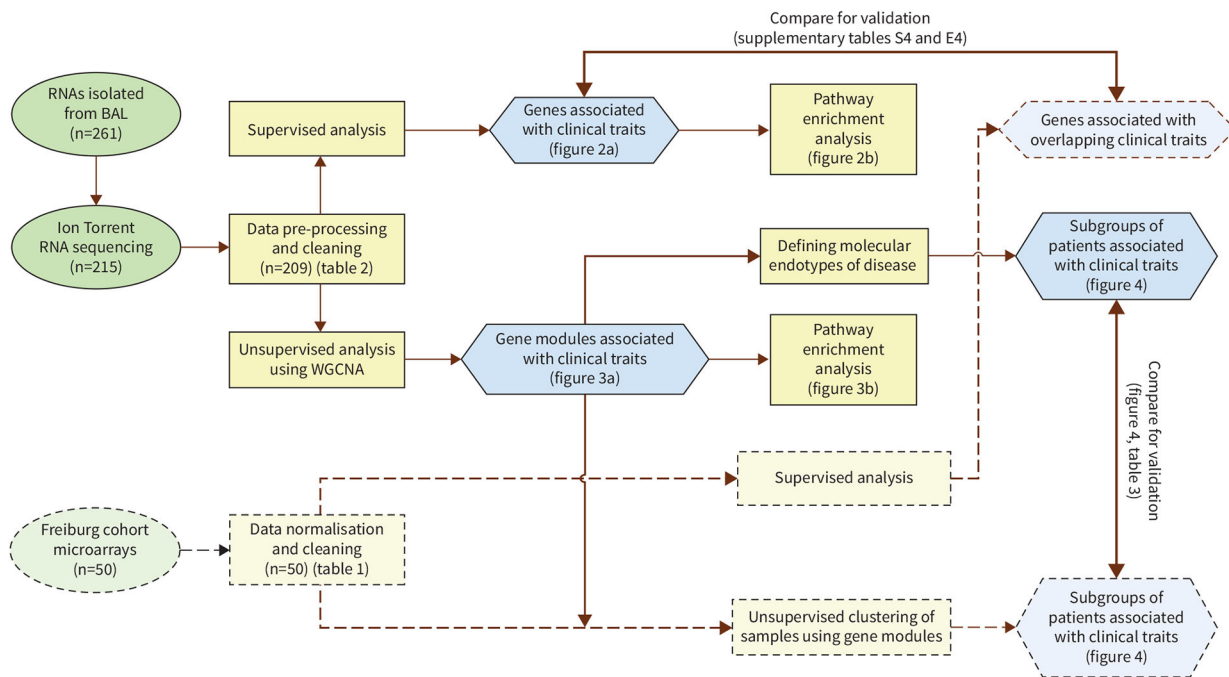 Compare for validation
(supplementary tables S4 and E4)
RNAs isolated
from BAL
(n=261)
Supervised analysis
Genes associated
with clinical traits
(figure 2a)
Pathway
enrichment
analysis
(figure 2b)
Genes associated with
overlapping clinical traits
Ion Torrent
RNA sequencing
(n=215)
Data pre-processing
and cleaning
(n=209) (table 2)
Defining molecular
endotypes of disease
Subgroups of
patients associated
with clinical traits
(figure 4)
Unsupervised analysis
using WGCNA
Gene modules associated
with clinical traits
(figure 3a)
Pathway
enrichment
analysis
(figure 3b)
Compare for validation
(figure 4, table 3)
Supervised analysis
Freiburg cohort
microarrays
(n=50)
Data normalisation
and cleaning
(n=50) (table 1)
Unsupervised clustering of
samples using gene modules
Subgroups of
patients associated
with clinical traits
(figure 4)